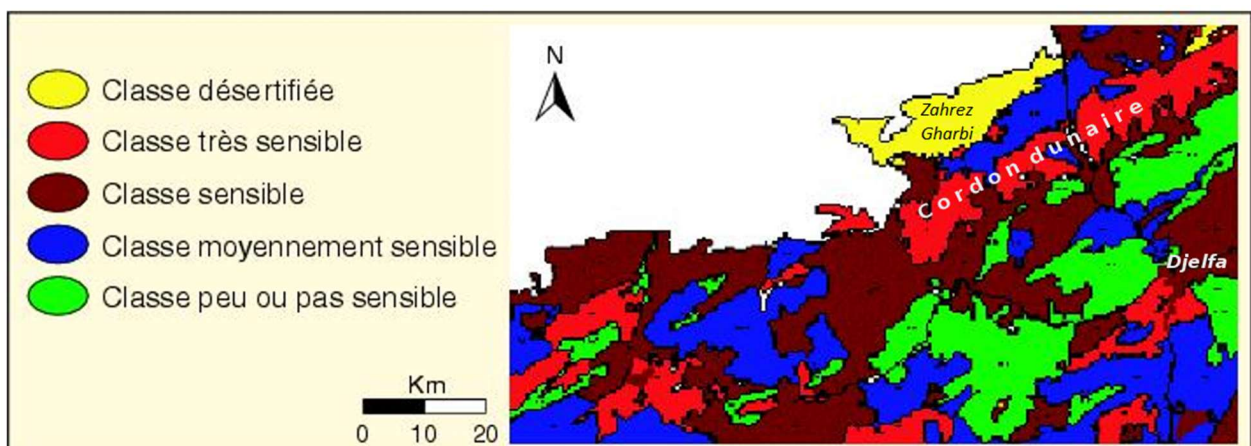 Classe désertifiée
Classe très sensible
Classe sensible
Classe moyennement sensible
Classe peu ou pas sensible
Km
0 10 20
N
Zahrez
Gharbi
Cordon dunaire
Djelfa